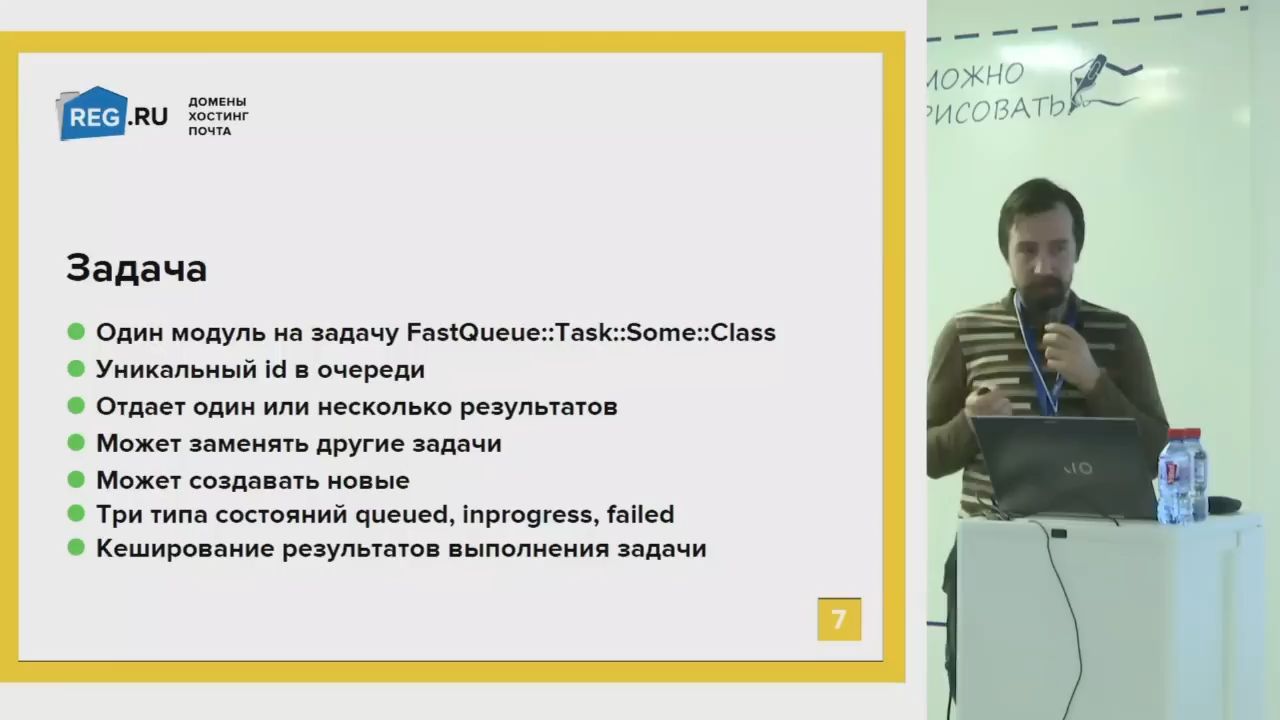 REG.RU
ДОМЕНЫ
ХОСТИНГ
ПОЧТА
Задача
Один модуль на задачу FastQueue::Task::Some::Class
Уникальный id в очереди
Отдает один или несколько результатов
Может заменять другие задачи
Может создавать новые
Три типа состояний queued, inprogress, failed
Кеширование результатов выполнения задачи
7
МОЖНО
РИСОВАТЬ